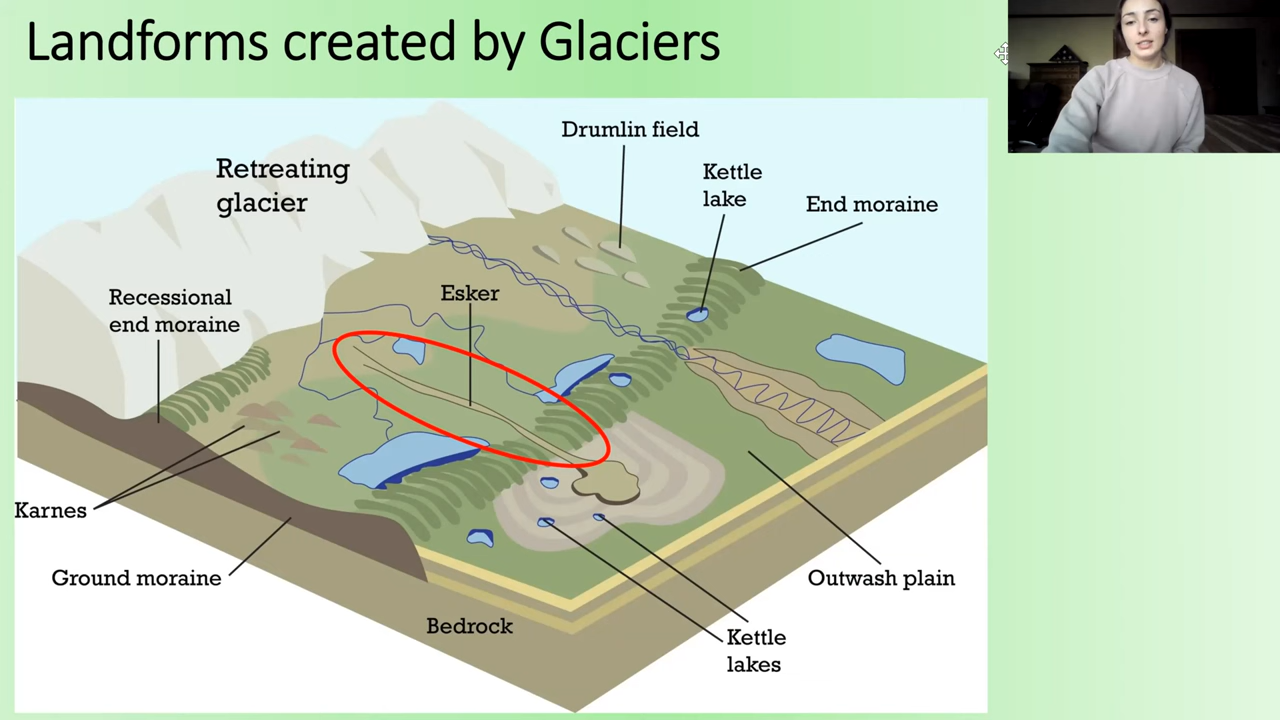 Landforms created by Glaciers
Drumlin field
Retreating
glacier
Kettle
lake
End moraine
Recessional
end moraine
Esker
Karnes
Ground moraine
Outwash plain
Bedrock
Kettle
lakes